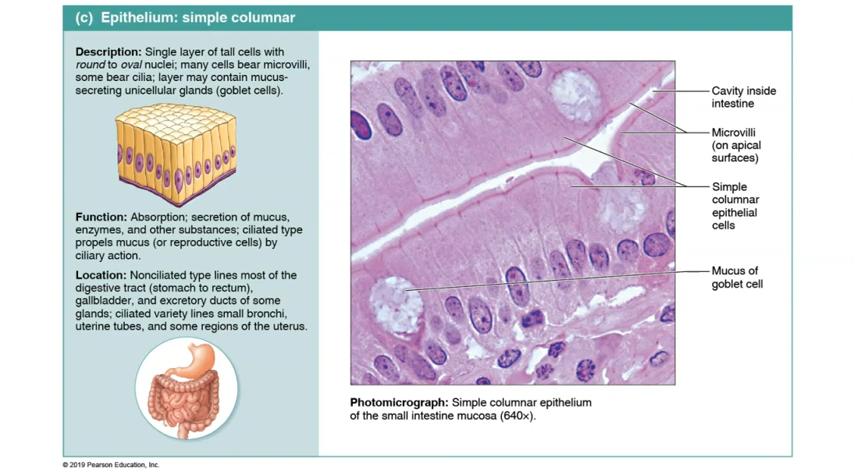 (c) Epithelium: simple columnar
Description: Single layer of tall cells with
round to oval nuclei; many cells bear microvilli,
some bear cilia; layer may contain mucus-
secreting unicellular glands (goblet cells).
Function: Absorption; secretion of mucus,
enzymes, and other substances; ciliated type
propels mucus (or reproductive cells) by
ciliary action.
Location: Nonciliated type lines most of the
digestive tract (stomach to rectum),
gallbladder, and excretory ducts of some
glands; ciliated variety lines small bronchi,
uterine tubes, and some regions of the uterus.
Cavity inside
intestine
Microvilli
(on apical
surfaces)
Simple
columnar
epithelial
cells
Mucus of
goblet cell
Photomicrograph: Simple columnar epithelium
of the small intestine mucosa (640×).
© 2019 Pearson Education, Inc.